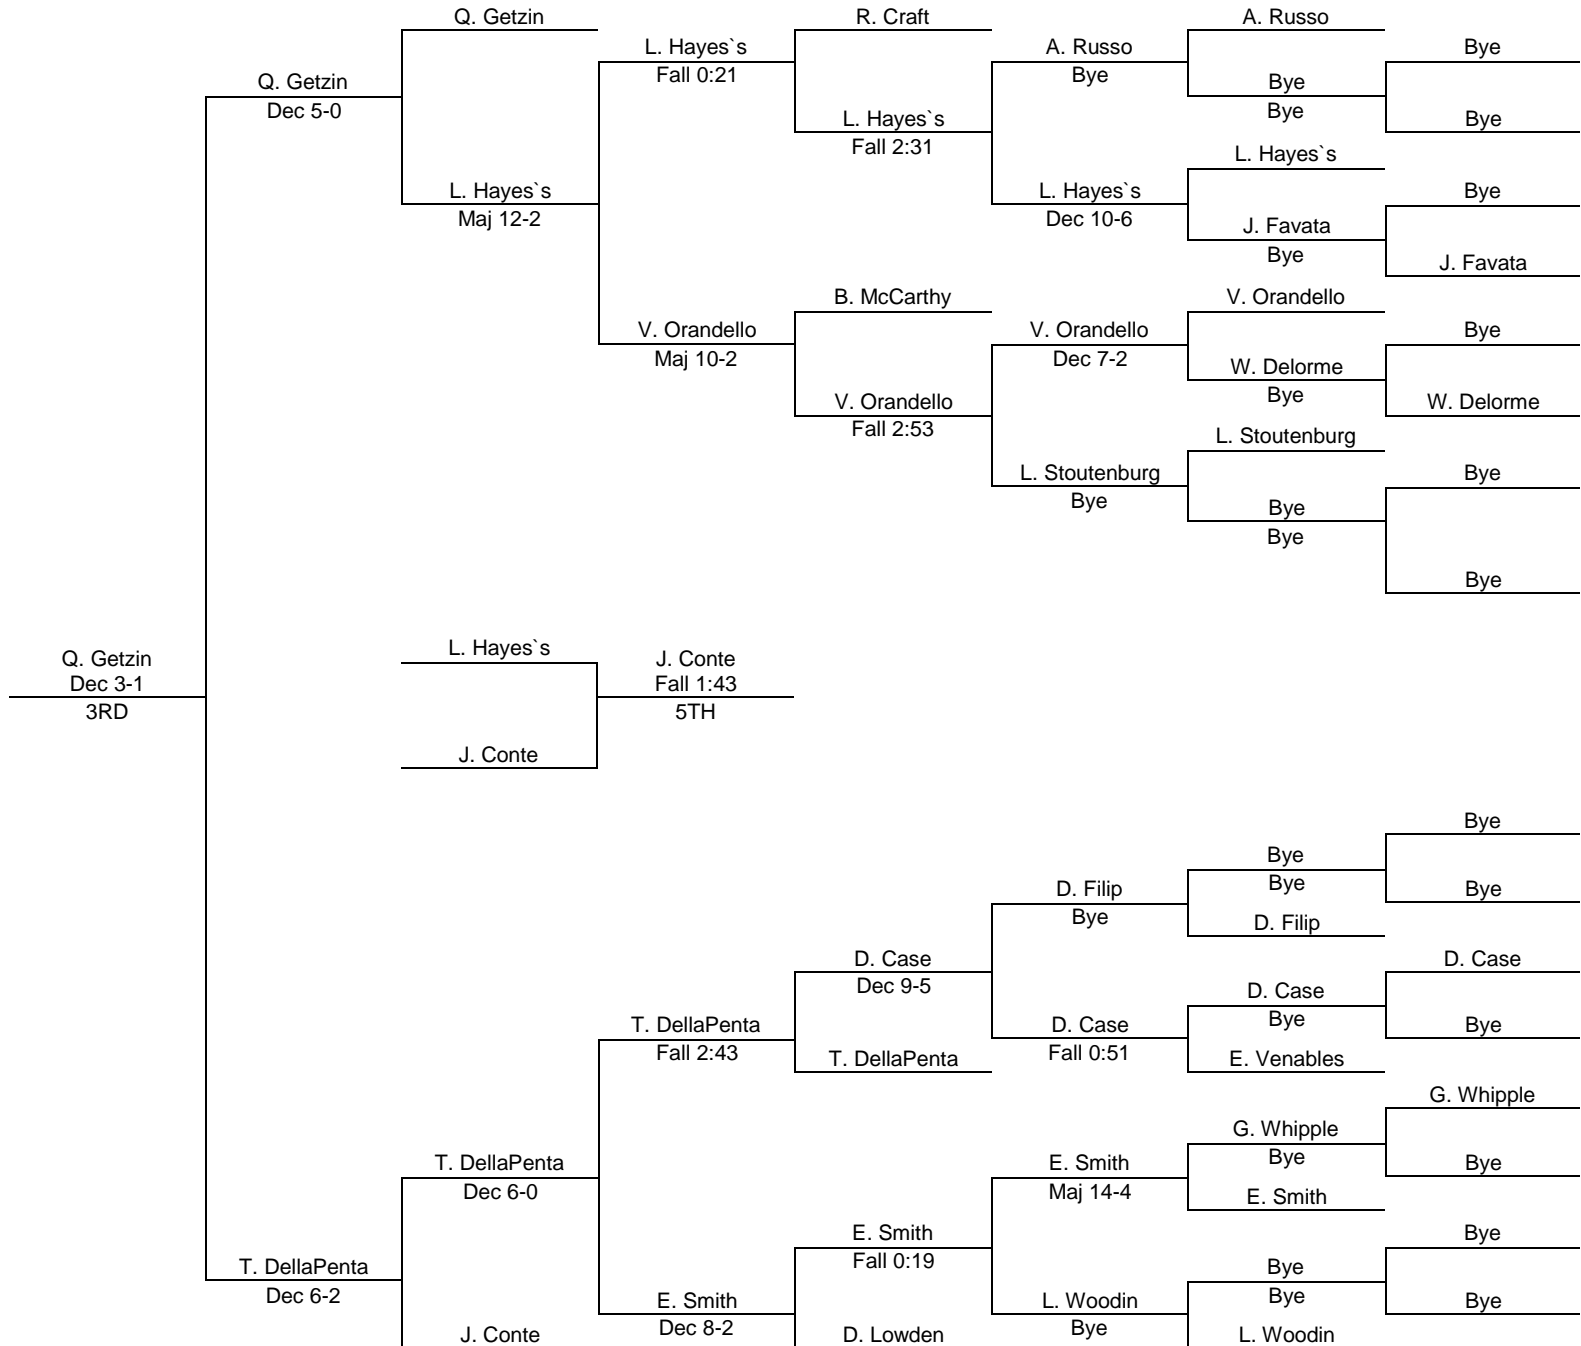 Q. Getzin
R. Craft
A. Russo
L. Hayes`s
A. Russo
Bye
Fall 0:21
Bye
Q. Getzin
Bye
Dec 5-0
Bye
L. Hayes`s
Bye
Fall 2:31
L. Hayes`s
L. Hayes`s
L. Hayes`s
Bye
Maj 12-2
Dec 10-6
J. Favata
Bye
J. Favata
B. McCarthy
V. Orandello
V. Orandello
V. Orandello
Bye
Maj 10-2
Dec 7-2
W. Delorme
Bye
V. Orandello
W. Delorme
Fall 2:53
L. Stoutenburg
L. Stoutenburg
Bye
Bye
Bye
Bye
Bye
L. Hayes`s
Q. Getzin
J. Conte
Dec 3-1
Fall 1:43
3RD
5TH
J. Conte
Bye
Bye
D. Filip
Bye
Bye
Bye
D. Filip
D. Case
D. Case
Dec 9-5
D. Case
T. DellaPenta
D. Case
Bye
Bye
Fall 2:43
T. DellaPenta
Fall 0:51
E. Venables
G. Whipple
G. Whipple
T. DellaPenta
E. Smith
Bye
Bye
Dec 6-0
Maj 14-4
E. Smith
E. Smith
Bye
T. DellaPenta
Fall 0:19
Bye
Dec 6-2
E. Smith
L. Woodin
Bye
Bye
J. Conte
Dec 8-2
D. Lowden
Bye
L. Woodin